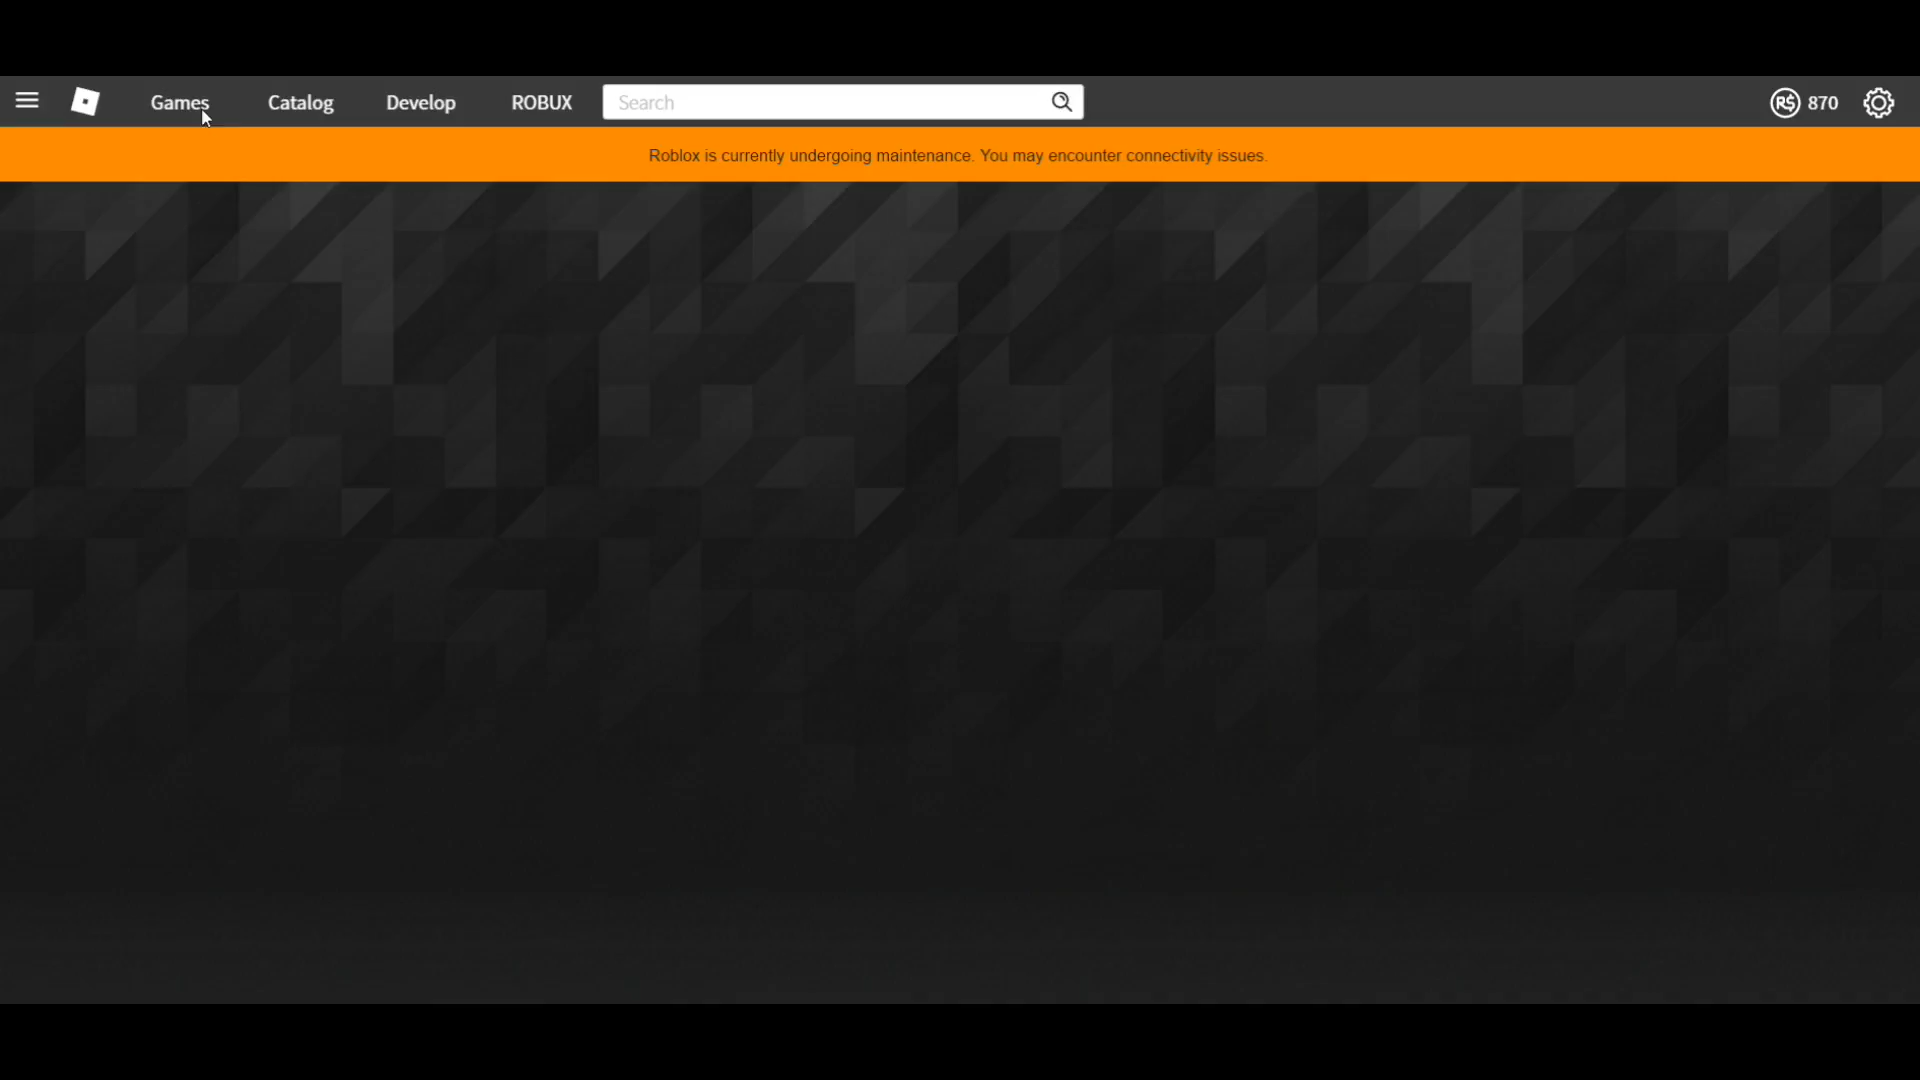 Games Catalog Develop ROBUX Search R$ 870
Roblox is currently undergoing maintenance. You may encounter connectivity issues.